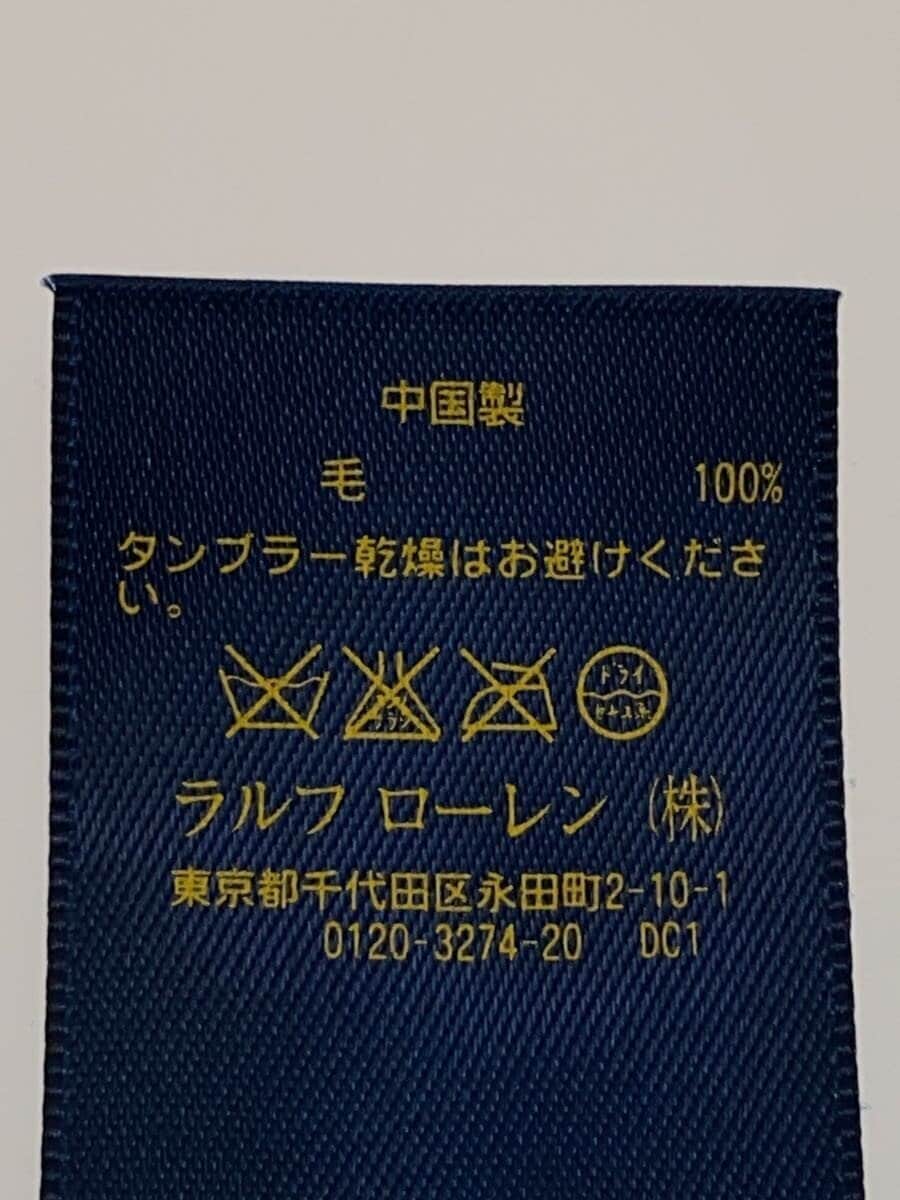 中国製
毛 100%
タンブラー乾燥はお避けくださ
い。
ドライ
ラルフ ローレン (株)
東京都千代田区永田町2-10-1
0120-3274-20 DC1